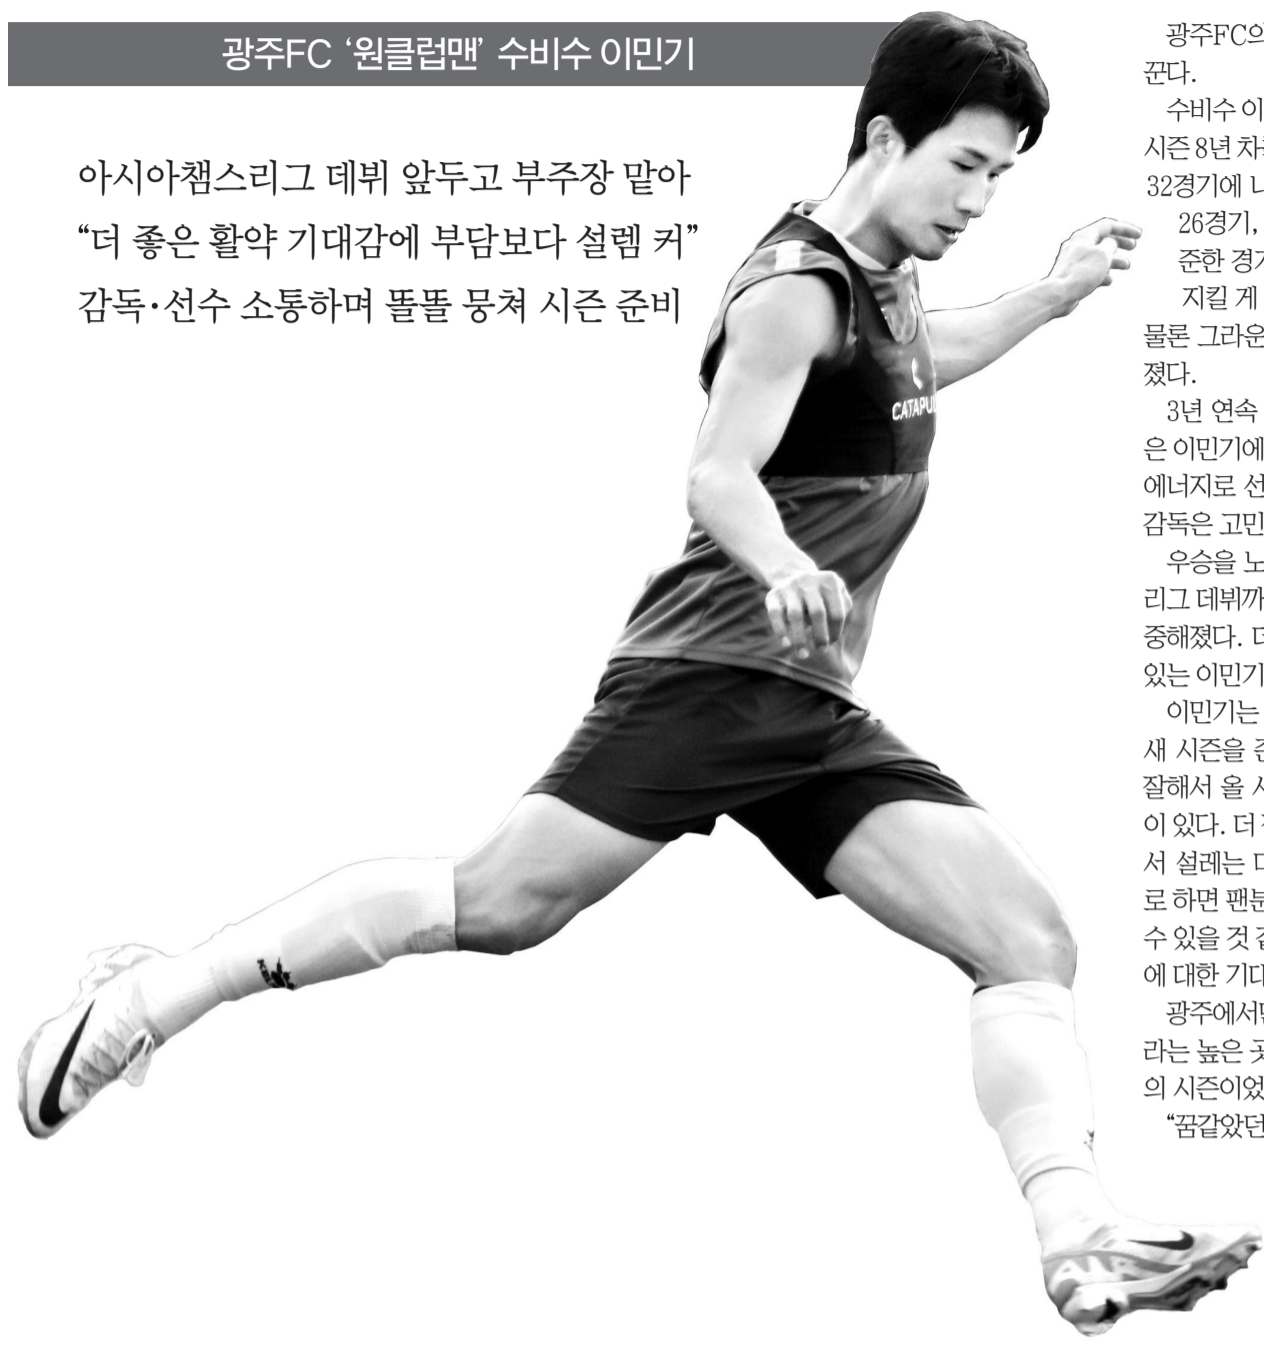 광주FC ‘원클럽맨’ 수비수 이민기
아시아챔스리그 데뷔 앞두고 부주장 맡아
“더 좋은 활약 기대감에 부담보다 설렘 커”
감독·선수 소통하며 똘똘 뭉쳐 시즌 준비
CATAPU
광주FC의
꾼다.
수비수 이
시즌 8년 차
32경기에 나
26경기,
준한 경기
지킬 게
물론 그라운
졌다.
3년 연속
은 이민기에
에너지로 선
감독은 고민
우승을 노
리그 데뷔까
중해졌다. 더
있는 이민기
이민기는
새 시즌을 준
잘해서 올 시
이 있다. 더
서 설레는 마
로 하면 팬분
수 있을 것 같
에 대한 기대
광주에서만
라는 높은 곳
의 시즌이었
“꿈같았던